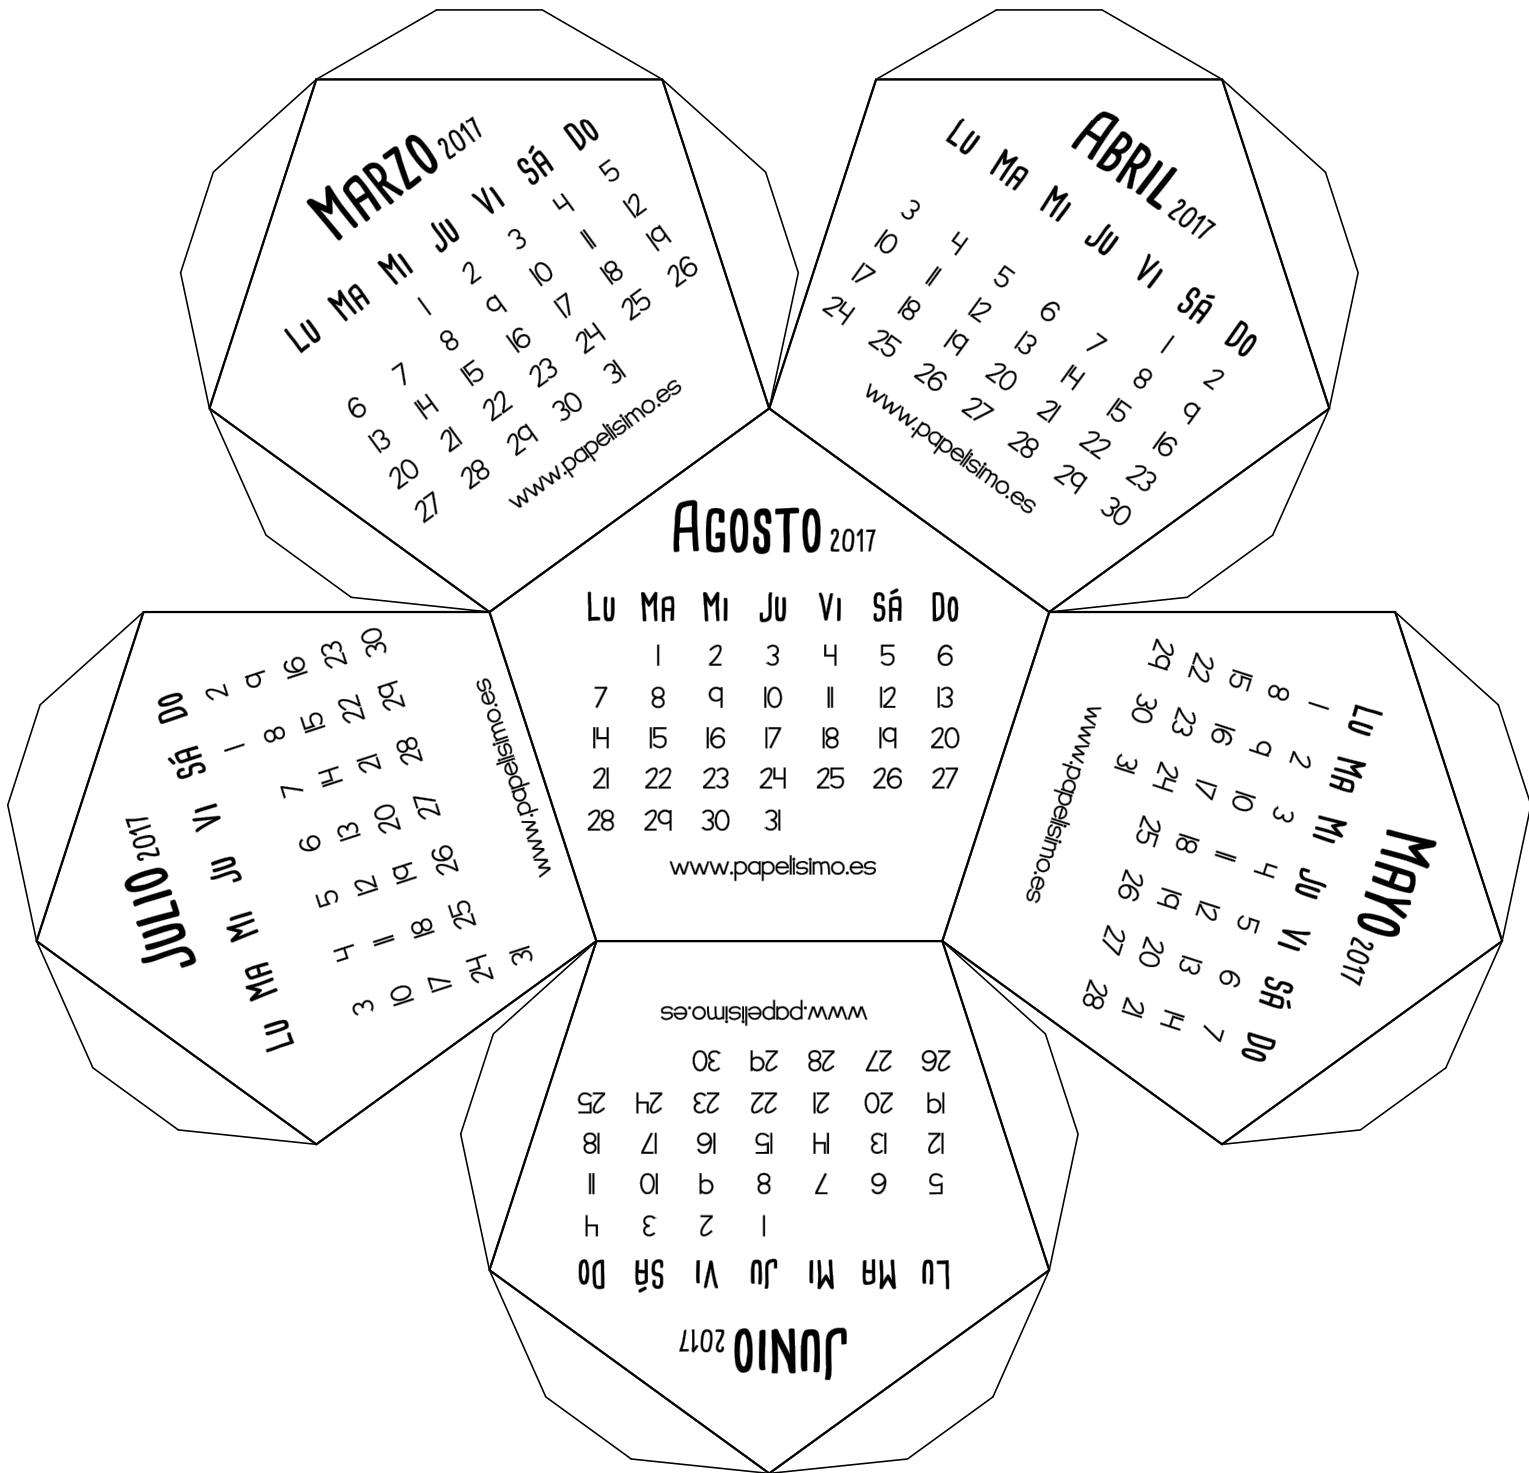 Marzo 2017
Lu Ma Mi Ju Vi Sá Do
1 2 3 4 5
6 7 8 9 10 11 12
13 14 15 16 17 18 19
20 21 22 23 24 25 26
27 28 29 30 31
www.papelisimo.es
Abril 2017
Lu Ma Mi Ju Vi Sá Do
1 2
3 4 5 6 7 8 9
10 11 12 13 14 15 16
17 18 19 20 21 22 23
24 25 26 27 28 29 30
www.papelisimo.es
Agosto 2017
Lu Ma Mi Ju Vi Sá Do
1 2 3 4 5 6
7 8 9 10 11 12 13
14 15 16 17 18 19 20
21 22 23 24 25 26 27
28 29 30 31
www.papelisimo.es
Julio 2017
Lu Ma Mi Ju Vi Sá Do
1 2
3 4 5 6 7 8 9
10 11 12 13 14 15 16
17 18 19 20 21 22 23
24 25 26 27 28 29 30
31
www.papelisimo.es
Mayo 2017
Lu Ma Mi Ju Vi Sá Do
1 2 3 4 5 6 7
8 9 10 11 12 13 14
15 16 17 18 19 20 21
22 23 24 25 26 27 28
29 30 31
www.papelisimo.es
Junio 2017
Lu Ma Mi Ju Vi Sá Do
1 2 3 4
5 6 7 8 9 10 11
12 13 14 15 16 17 18
19 20 21 22 23 24 25
26 27 28 29 30
www.papelisimo.es